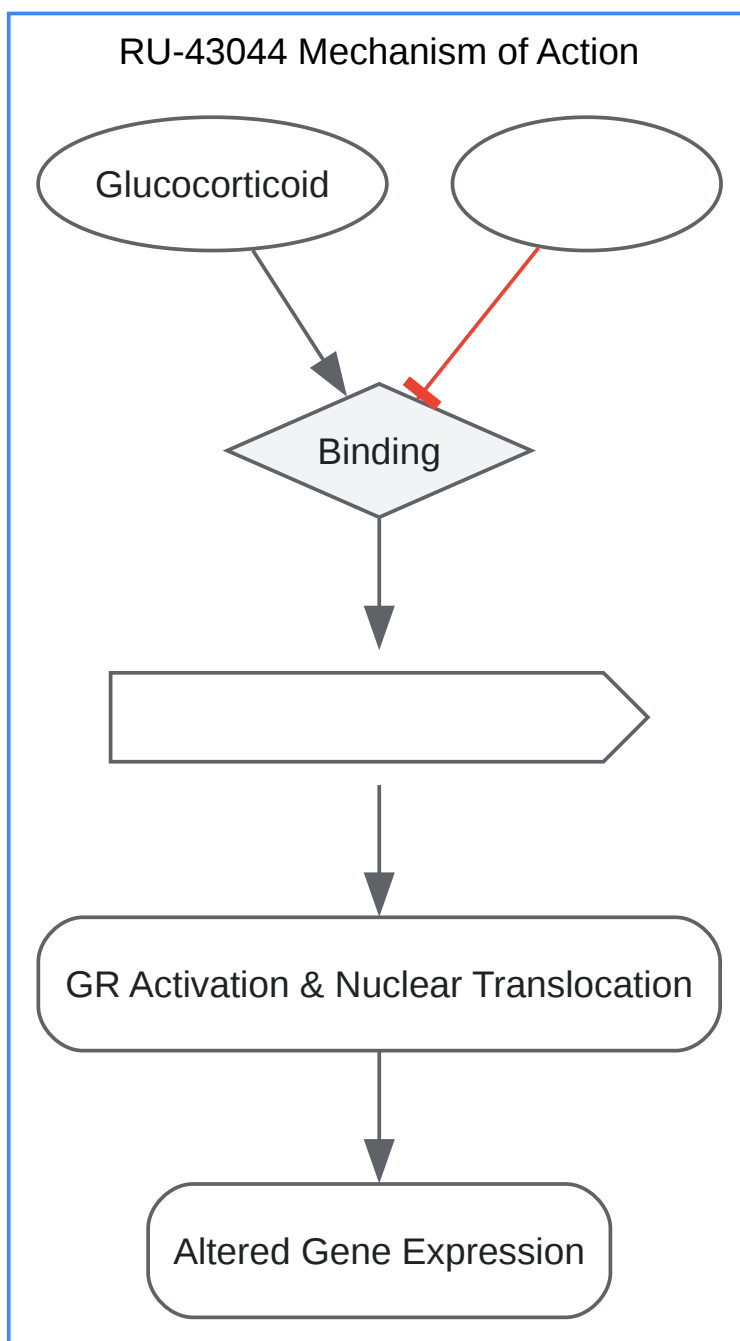 RU-43044 Mechanism of Action
Glucocorticoid
Binding
GR Activation & Nuclear Translocation
Altered Gene Expression